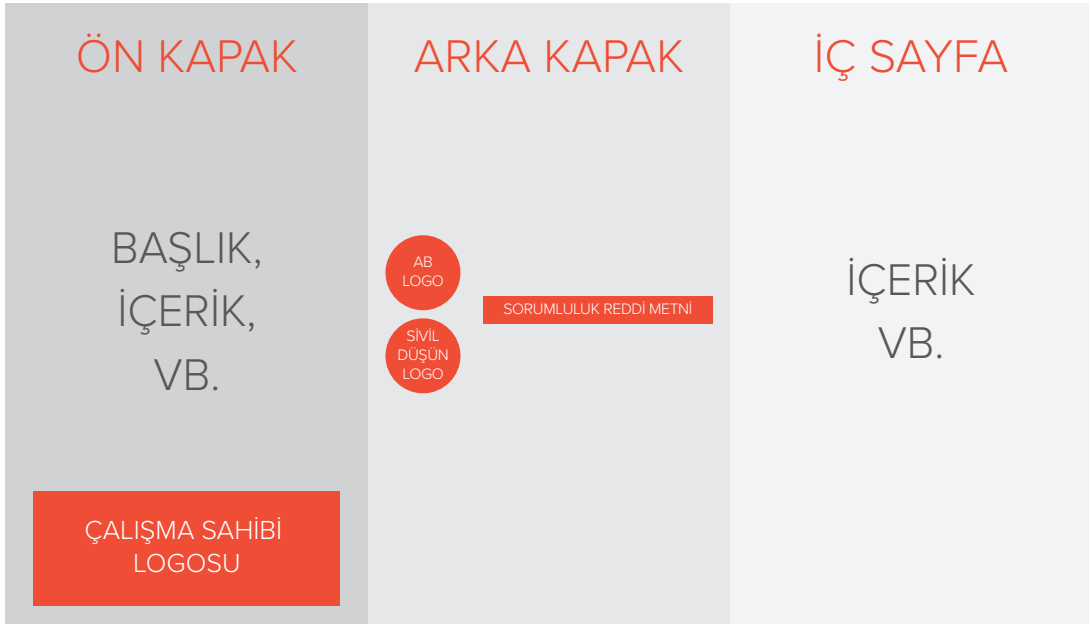 ÖN KAPAK
BAŞLIK,
İÇERİK,
VB.
ÇALIŞMA SAHİBİ
LOGOSU
ARKA KAPAK
AB
LOGO
SİVİL
DÜŞÜN
LOGO
SORUMLULUK REDDİ METNİ
İÇ SAYFA
İÇERİK
VB.